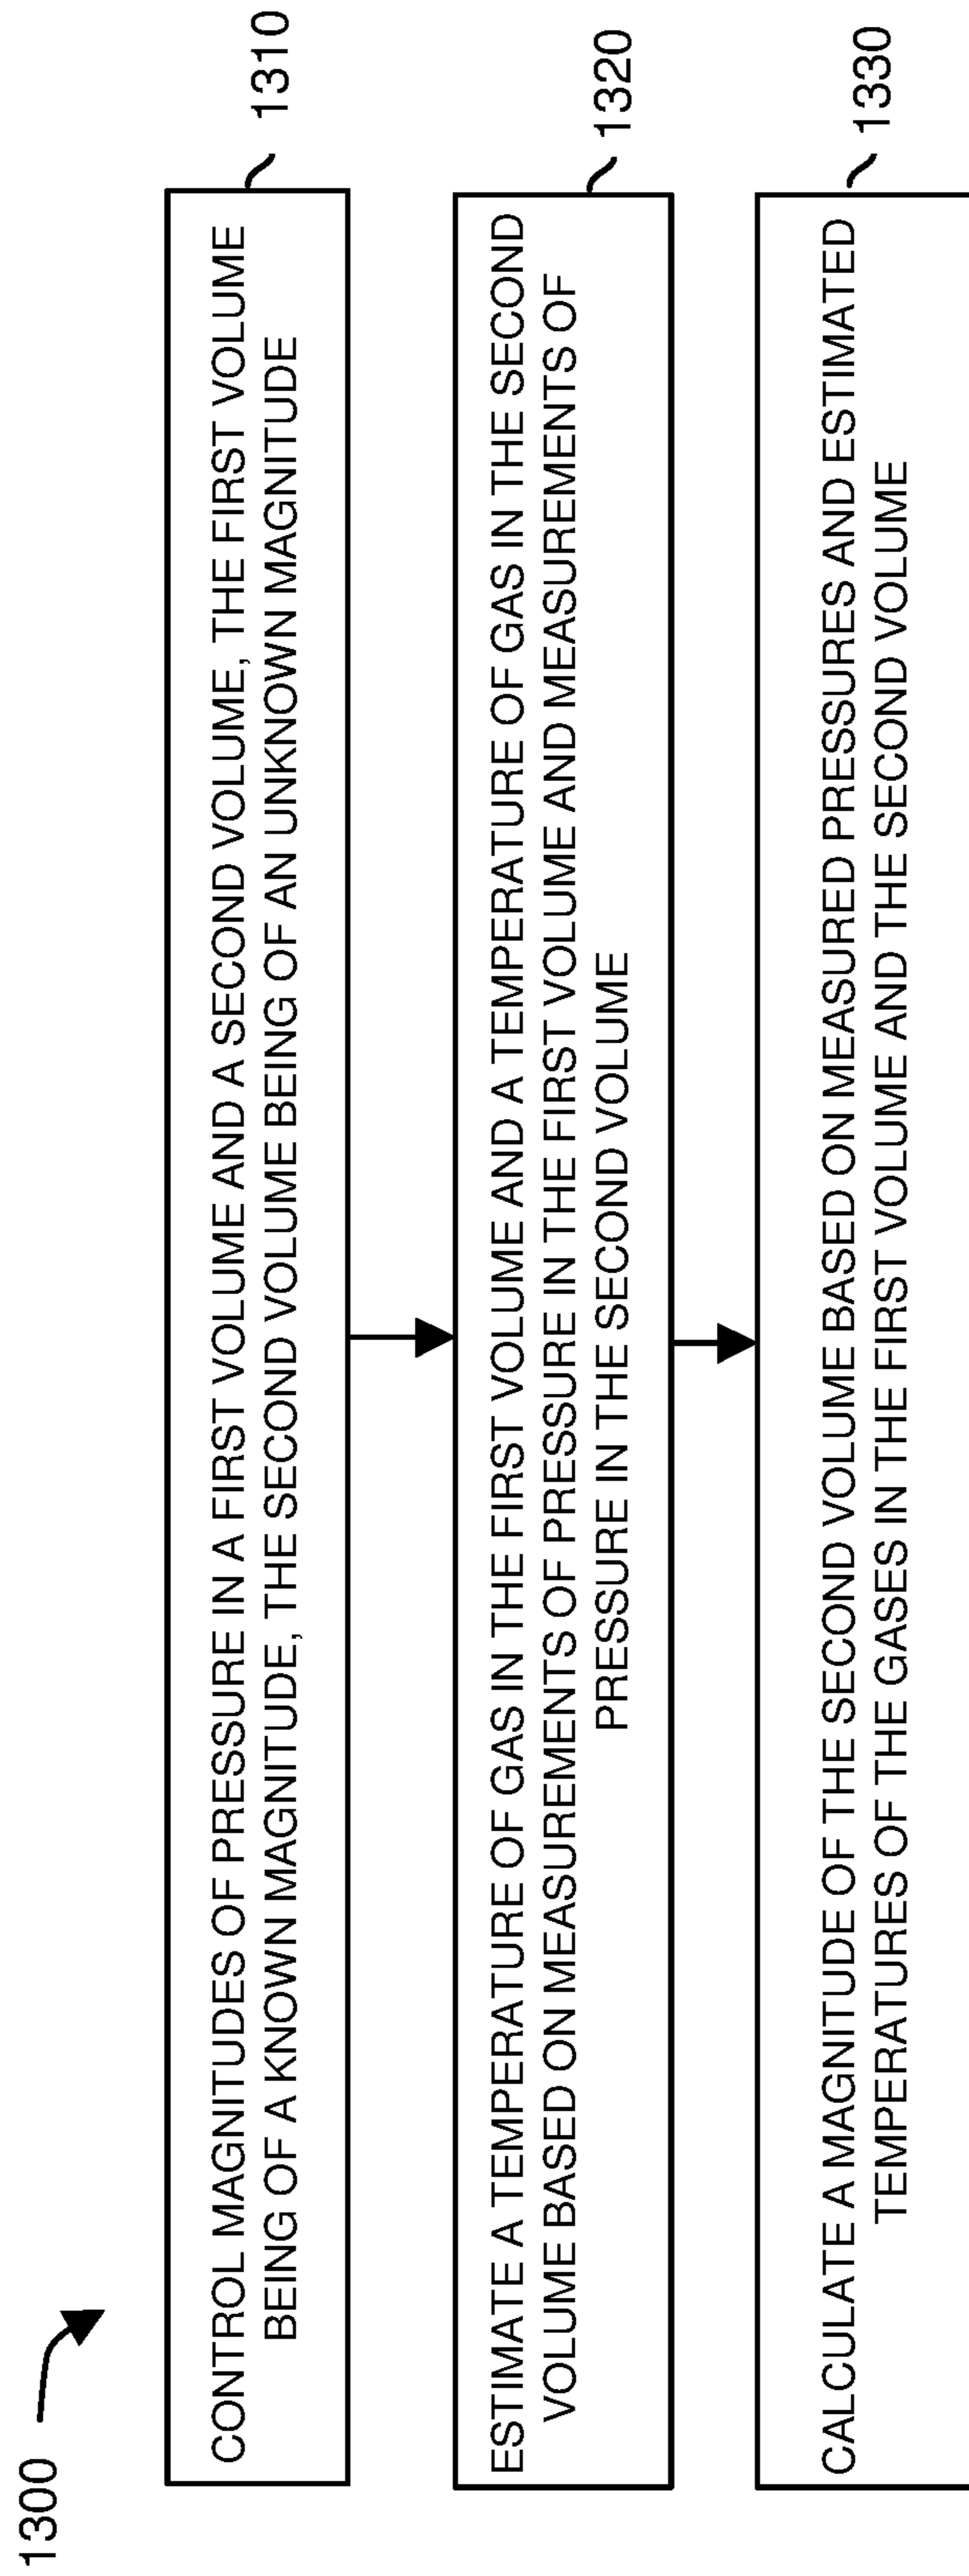 1300
CONTROL MAGNITUDES OF PRESSURE IN A FIRST VOLUME AND A SECOND VOLUME, THE FIRST VOLUME
BEING OF A KNOWN MAGNITUDE, THE SECOND VOLUME BEING OF AN UNKNOWN MAGNITUDE
1310
ESTIMATE A TEMPERATURE OF GAS IN THE FIRST VOLUME AND A TEMPERATURE OF GAS IN THE SECOND
VOLUME BASED ON MEASUREMENTS OF PRESSURE IN THE FIRST VOLUME AND MEASUREMENTS OF
PRESSURE IN THE SECOND VOLUME
1320
CALCULATE A MAGNITUDE OF THE SECOND VOLUME BASED ON MEASURED PRESSURES AND ESTIMATED
TEMPERATURES OF THE GASES IN THE FIRST VOLUME AND THE SECOND VOLUME
1330